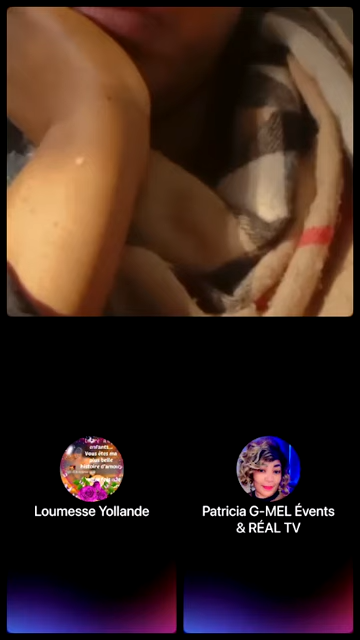 enfants...
Vous êtes ma
plus belle
histoire d'amour
Loumesse Yollande
Patricia G-MEL Évents
& RÉAL TV